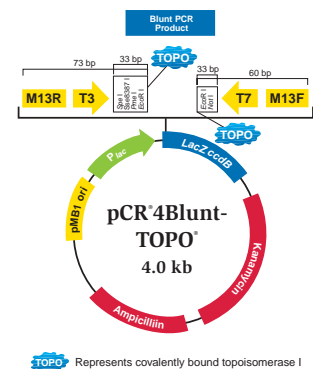 Blunt PCR
Product
73 bp
33 bp
TOPO
33 bp
60 bp
M13R
T3
Spe I
Sse8387 I
Pme I
EcoR I
EcoR I
Not I
T7
M13F
TOPO
Plac
LacZ ccdB
pMB1 ori
Kanamycin
Ampicilliin
pCR®4Blunt-
TOPO®
4.0 kb
TOPO Represents covalently bound topoisomerase I